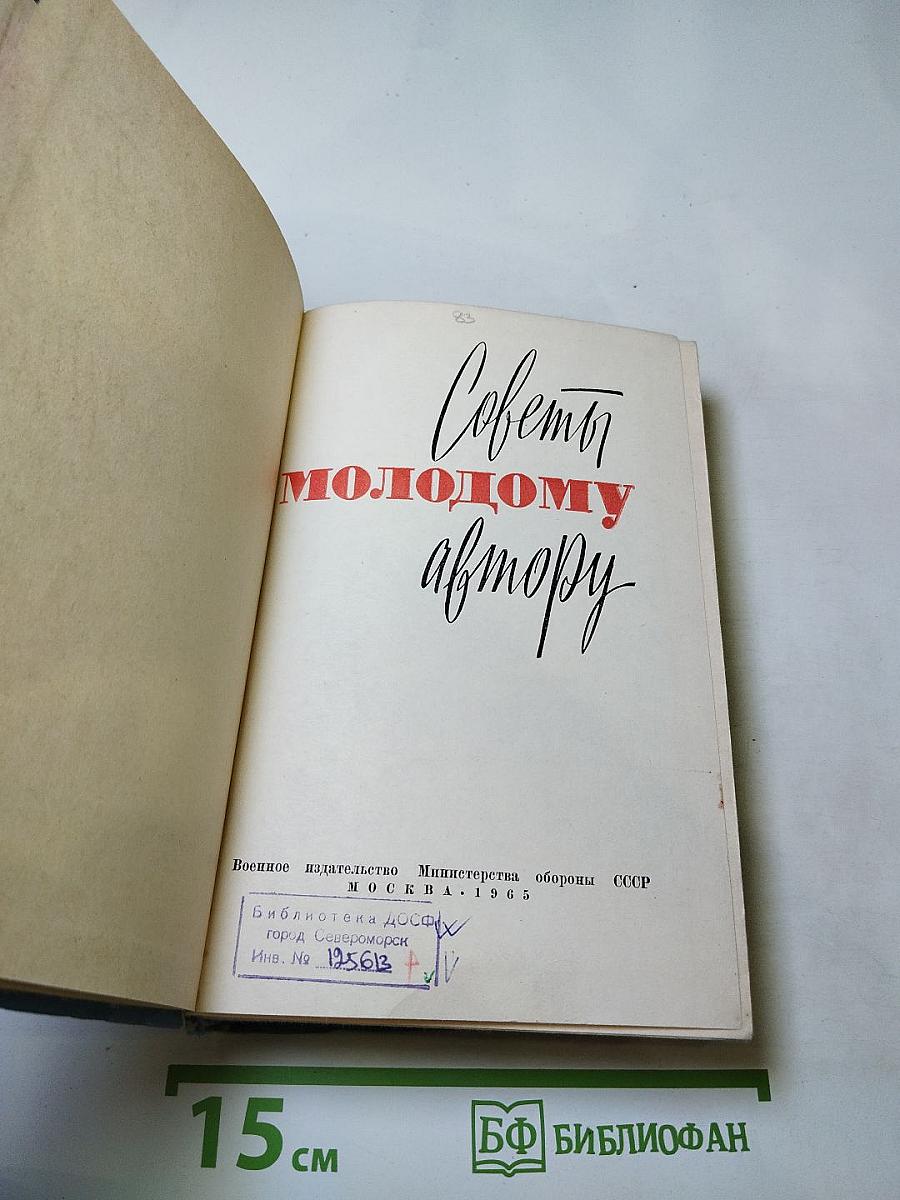 83
Советы
МОЛОДОМУ
автору
Военное издательство Министерства обороны СССР
МОСКВА·1965
Библиотека ДОСФ
город Североморск
Инв. № 125613
15 см
БФ БИБЛИОФАН